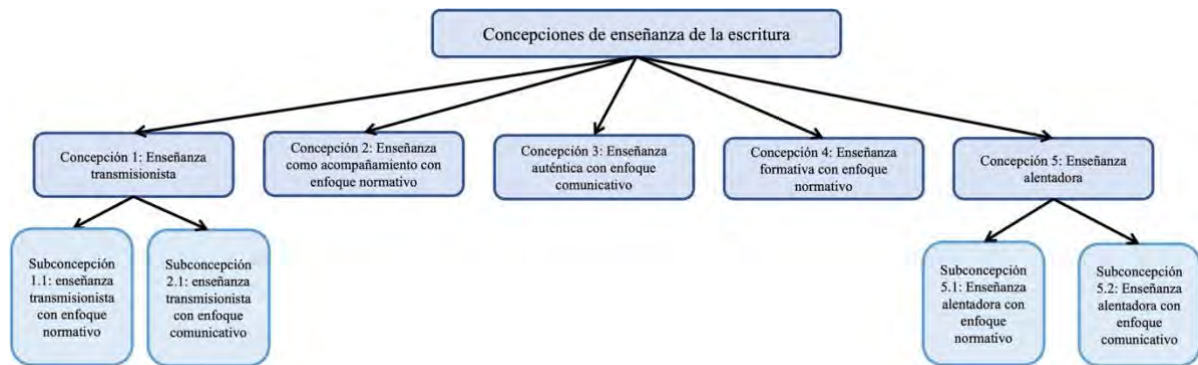 Concepciones de enseñanza de la escritura
Concepción 1: Enseñanza
transmisionista
Concepción 2: Enseñanza
como acompañamiento con
enfoque normativo
Concepción 3: Enseñanza
auténtica con enfoque
comunicativo
Concepción 4: Enseñanza
formativa con enfoque
normativo
Concepción 5: Enseñanza
alentadora
Subconcepción
1.1: enseñanza
transmisionista
con enfoque
normativo
Subconcepción
2.1: enseñanza
transmisionista
con enfoque
comunicativo
Subconcepción
5.1: Enseñanza
alentadora con
enfoque
normativo
Subconcepción
5.2: Enseñanza
alentadora con
enfoque
comunicativo